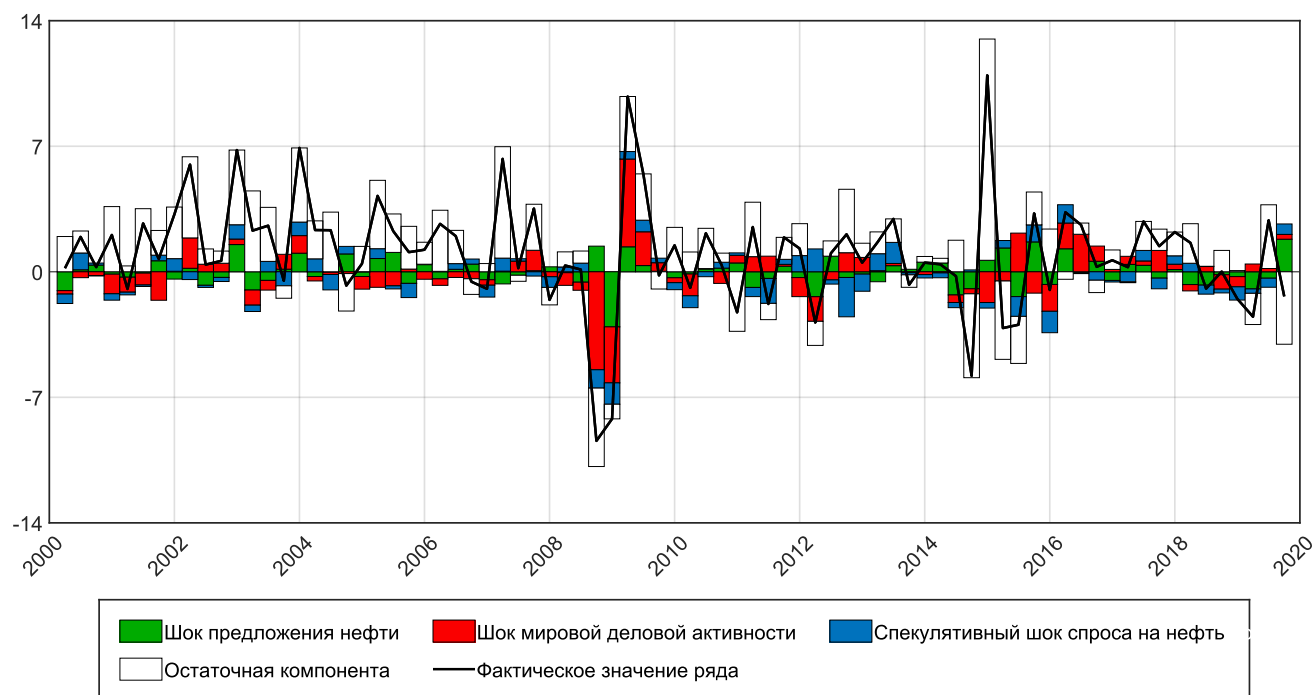 14
7
0
-7
-14
2000 2002 2004 2006 2008 2010 2012 2014 2016 2018 2020
Шок предложения нефти Шок мировой деловой активности Спекулятивный шок спроса на нефть
Остаточная компонента Фактическое значение ряда